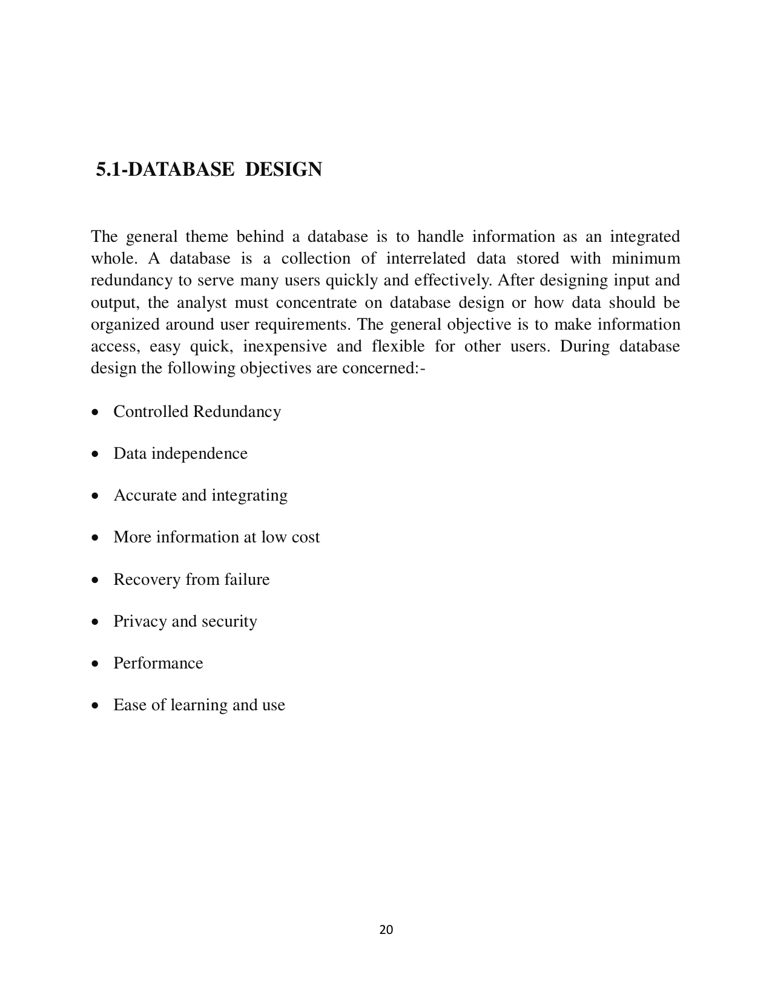 5.1-DATABASE DESIGN
The general theme behind a database is to handle information as an integrated
whole. A database is a collection of interrelated data stored with minimum
redundancy to serve many users quickly and effectively. After designing input and
output, the analyst must concentrate on database design or how data should be
organized around user requirements. The general objective is to make information
access, easy quick, inexpensive and flexible for other users. During database
design the following objectives are concerned:-
• Controlled Redundancy
• Data independence
• Accurate and integrating
• More information at low cost
• Recovery from failure
• Privacy and security
• Performance
• Ease of learning and use
20